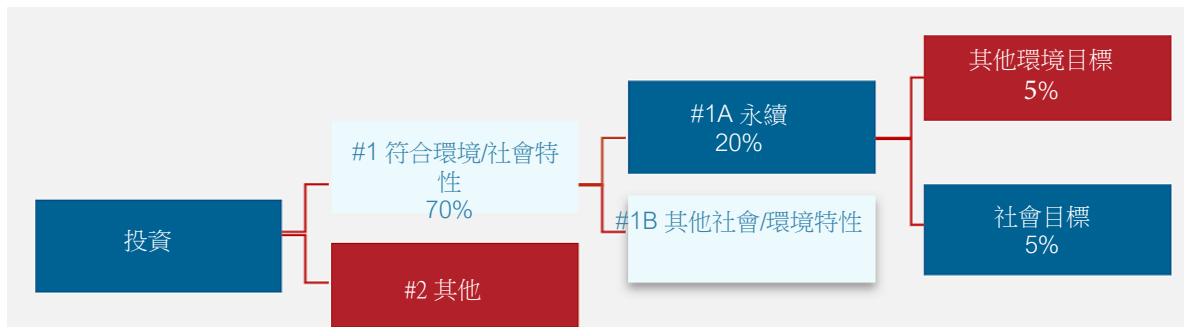 投資
#1 符合環境/社會特
性
70%
#2 其他
#1A 永續
20%
#1B 其他社會/環境特性
其他環境目標
5%
社會目標
5%